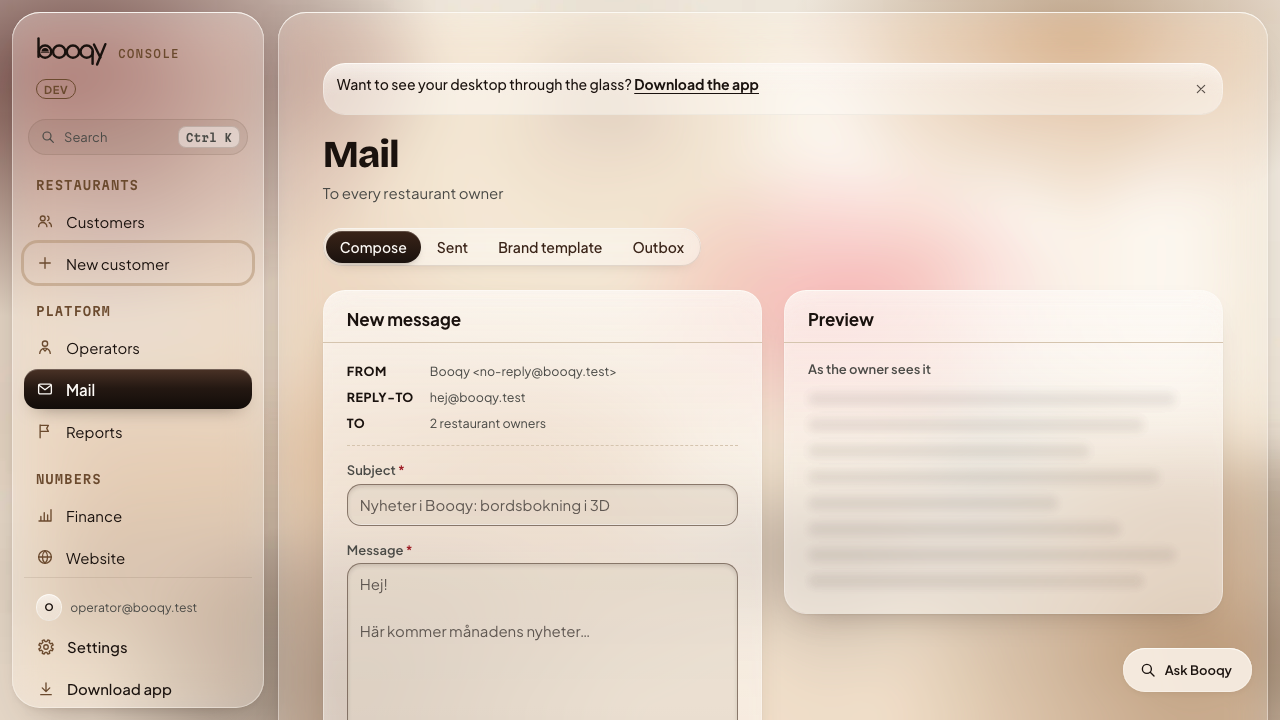 booqy CONSOLE
DEV
Search Ctrl K
RESTAURANTS
Customers
New customer
PLATFORM
Operators
Mail
Reports
NUMBERS
Finance
Website
O operator@booqy.test
Settings
Download app
Want to see your desktop through the glass? Download the app
Mail
To every restaurant owner
Compose Sent Brand template Outbox
New message
FROM Booqy <no-reply@booqy.test>
REPLY-TO hej@booqy.test
TO 2 restaurant owners
Subject *
Nyheter i Booqy: bordsbokning i 3D
Message *
Hej!
Här kommer månadens nyheter…
Preview
As the owner sees it
Ask Booqy